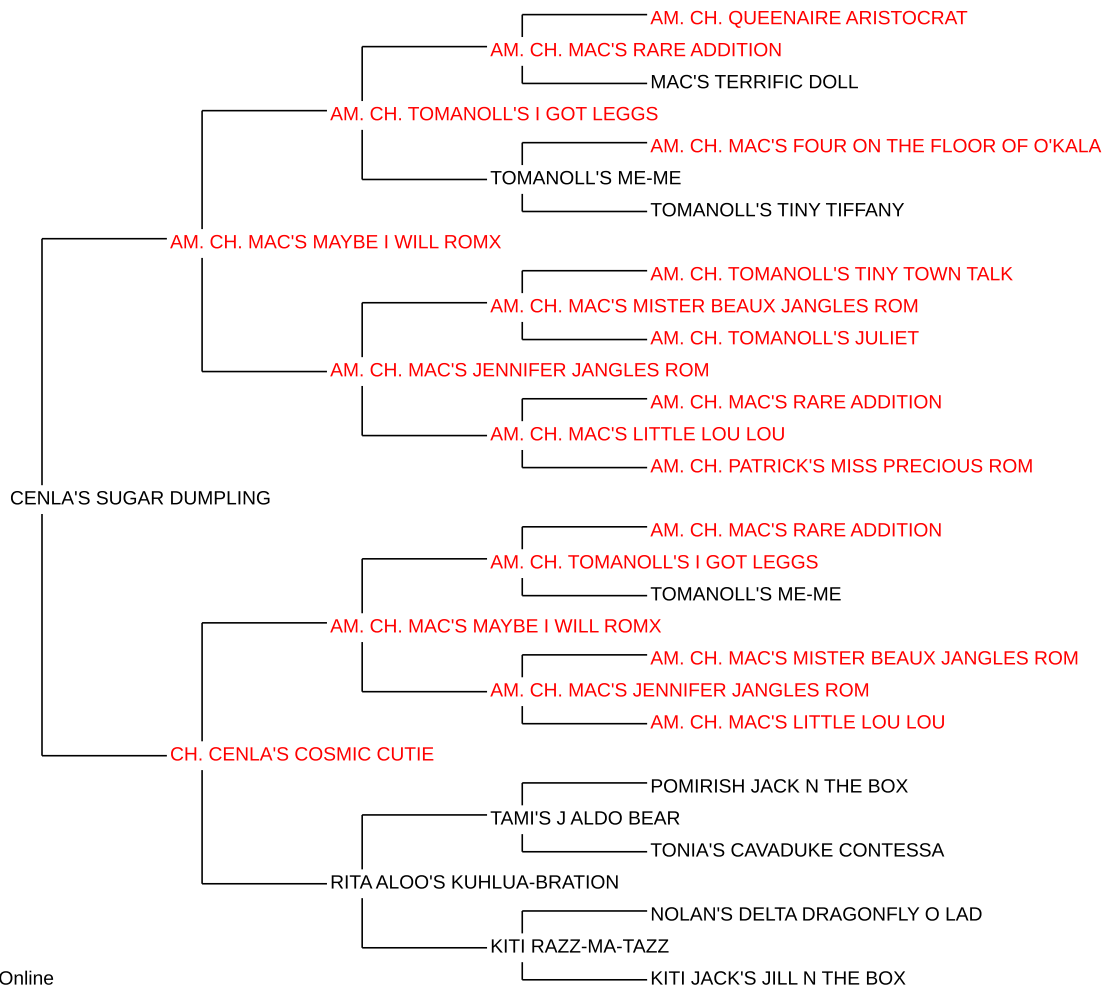 AM. CH. QUEENAIRE ARISTOCRAT
AM. CH. MAC'S RARE ADDITION
MAC'S TERRIFIC DOLL
AM. CH. TOMANOLL'S I GOT LEGGS
AM. CH. MAC'S FOUR ON THE FLOOR OF O'KALA
TOMANOLL'S ME-ME
TOMANOLL'S TINY TIFFANY
AM. CH. MAC'S MAYBE I WILL ROMX
AM. CH. TOMANOLL'S TINY TOWN TALK
AM. CH. MAC'S MISTER BEAUX JANGLES ROM
AM. CH. TOMANOLL'S JULIET
AM. CH. MAC'S JENNIFER JANGLES ROM
AM. CH. MAC'S RARE ADDITION
AM. CH. MAC'S LITTLE LOU LOU
AM. CH. PATRICK'S MISS PRECIOUS ROM
CENLA'S SUGAR DUMPLING
AM. CH. MAC'S RARE ADDITION
AM. CH. TOMANOLL'S I GOT LEGGS
TOMANOLL'S ME-ME
AM. CH. MAC'S MAYBE I WILL ROMX
AM. CH. MAC'S MISTER BEAUX JANGLES ROM
AM. CH. MAC'S JENNIFER JANGLES ROM
AM. CH. MAC'S LITTLE LOU LOU
CH. CENLA'S COSMIC CUTIE
POMIRISH JACK N THE BOX
TAMI'S J ALDO BEAR
TONIA'S CAVADUKE CONTESSA
RITA ALOO'S KUHLUA-BRATION
NOLAN'S DELTA DRAGONFLY O LAD
KITI RAZZ-MA-TAZZ
KITI JACK'S JILL N THE BOX
Online